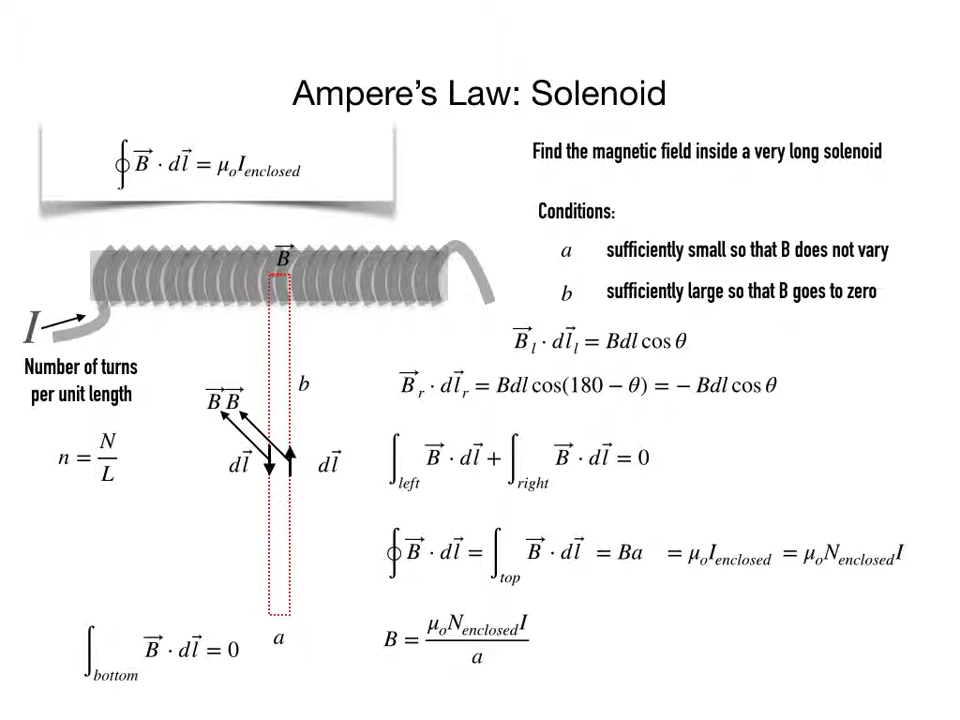 Ampere's Law: Solenoid
∮ B⃗ · dl⃗ = μₒI_enclosed
Find the magnetic field inside a very long solenoid
Conditions:
a sufficiently small so that B does not vary
b sufficiently large so that B goes to zero
B⃗
I
Number of turns
per unit length
n = N/L
b
B⃗ B⃗
dl⃗ dl⃗
B⃗_l · dl⃗_l = Bdl cos θ
B⃗_r · dl⃗_r = Bdl cos(180 − θ) = − Bdl cos θ
∫_left B⃗ · dl⃗ + ∫_right B⃗ · dl⃗ = 0
∮ B⃗ · dl⃗ = ∫_top B⃗ · dl⃗ = Ba = μₒI_enclosed = μₒN_enclosed I
a
∫_bottom B⃗ · dl⃗ = 0
B = μₒN_enclosed I / a